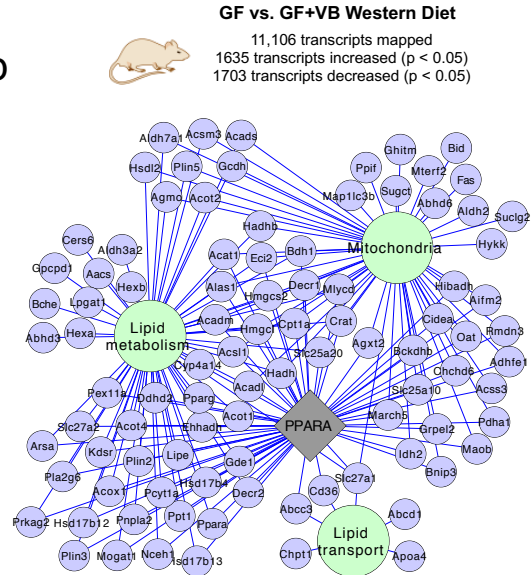 GF vs. GF+VB Western Diet
11,106 transcripts mapped
1635 transcripts increased (p < 0.05)
1703 transcripts decreased (p < 0.05)
Aldh7a1 Acsm3 Acads
Hsdl2 Plin5 Gcdh
Agmo Acot2
Ghitm Bid
Ppif Mterf2 Fas
Map1lc3b Sugct Abhd6 Aldh2
Suclg2
Hykk
Mitochondria
Hadhb
Acat1 Eci2 Bdh1
Alas1 Hmgcs2 Decr1 Mlycd
Acadm Hmgcl Cpt1a Crat
Acsl1 Slc25a20 Agxt2
Cers6 Aldh3a2
Gpcpd1 Aacs Hexb
Bche Lpgat1
Abhd3 Hexa
Lipid
metabolism
Hibadh Aifm2
Cidea Oat Rmdn3
Bckdhb Adhfe1
Chchd6
Slc25a10 Acss3
March5 Pdha1
Grpel2 Maob
Idh2 Bnip3
Cyp4a14 Hadh
Acadl
Pex11a Ddhd2 Pparg
Acot1
PPARA
Slc27a2 Acot4 Ehhadh
Arsa Kdsr Plin2 Lipe Gde1
Pla2g6 Hsd17b4
Acox1 Pcyt1a Decr2
Prkag2 Hsd17b12 Pnpla2 Ppt1 Ppara
Plin3 Mogat1 Nceh1 Hsd17b13
Slc27a1
Cd36
Abcc3 Abcd1
Lipid
transport
Chpt1 Apoa4